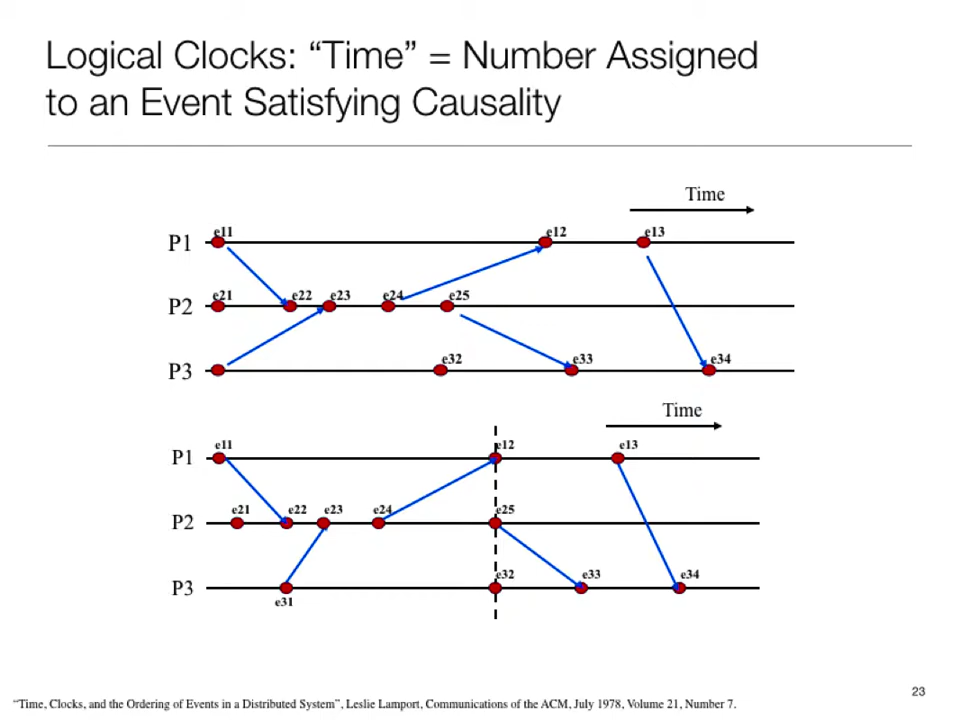 Logical Clocks: “Time” = Number Assigned
to an Event Satisfying Causality
Time
P1 e11 e12 e13
P2 e21 e22 e23 e24 e25
P3 e32 e33 e34
Time
P1 e11 e12 e13
P2 e21 e22 e23 e24 e25
P3 e32 e33 e34
e31
23
“Time, Clocks, and the Ordering of Events in a Distributed System”, Leslie Lamport, Communications of the ACM, July 1978, Volume 21, Number 7.